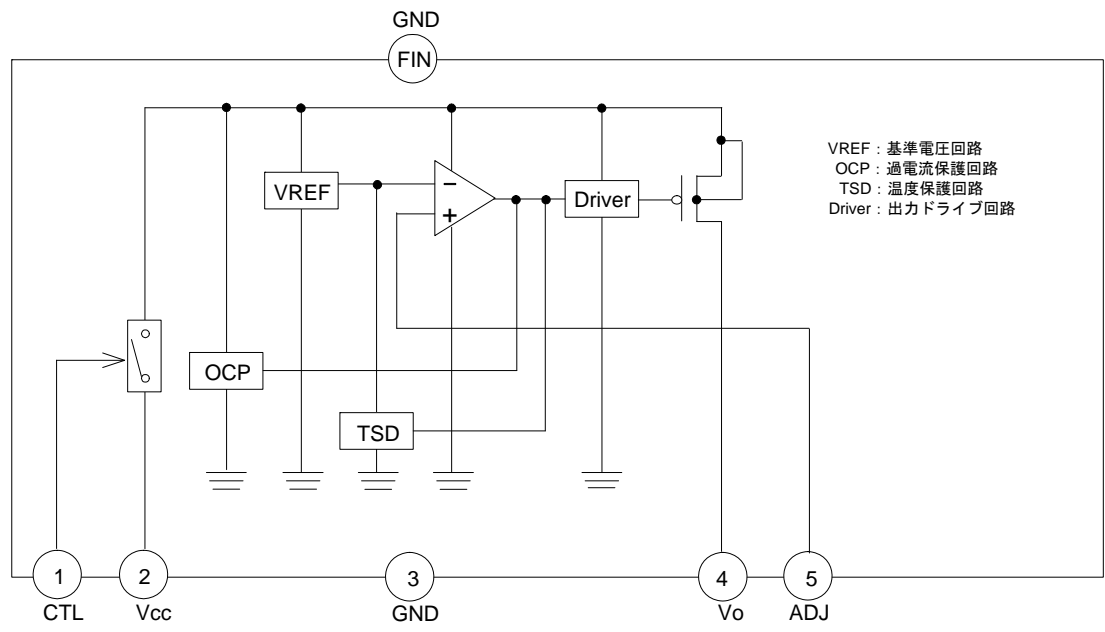 GND
FIN
VREF：基準電圧回路
OCP：過電流保護回路
TSD：温度保護回路
Driver：出力ドライブ回路
VREF
−
+
Driver
OCP
TSD
1
2
3
4
5
CTL
Vcc
GND
Vo
ADJ